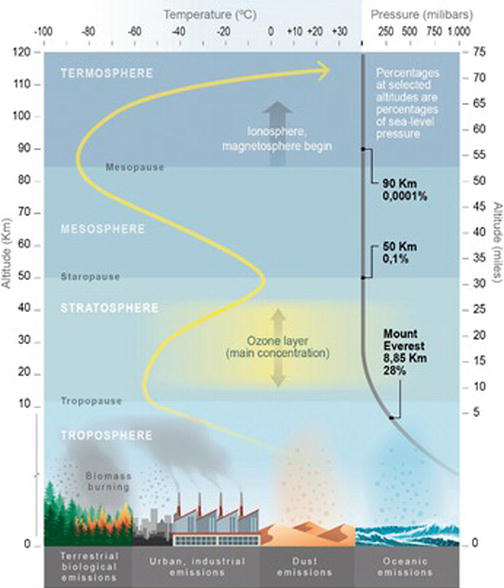 Temperature (ºC)
Pressure (milibars)
-100 -80 -60 -40 -20 0 +10 +20 +30
250 500 750 1 000
120
110
100
90
80
70
60
50
40
30
20
10
0
Altitude (Km)
75
70
65
60
55
50
45
40
35
30
25
20
15
10
5
0
Altitude (miles)
TERMOSPHERE
Percentages
at selected
altitudes are
percentages
of sea-level
pressure
Ionosphere,
magnetosphere begin
Mesopause
90 Km
0,0001%
MESOSPHERE
50 Km
0,1%
Staropause
STRATOSPHERE
Ozone layer
(main concentration)
Mount
Everest
8,85 Km
28%
Tropopause
TROPOSPHERE
Biomass
burning
Terrestrial
biological
emissions
Urban, industrial
emissions
Dust
emissions
Oceanic
emissions